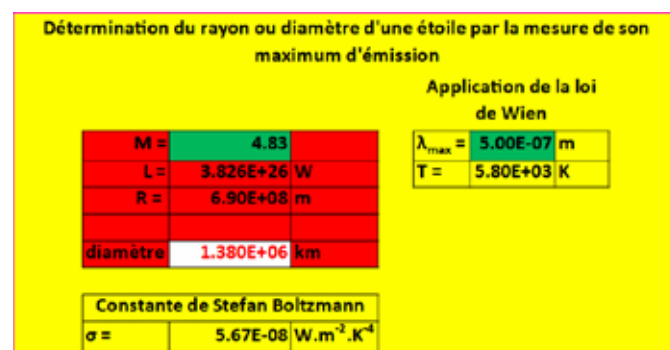 Détermination du rayon ou diamètre d'une étoile par la mesure de son
maximum d'émission
Application de la loi
de Wien
M = 4.83
λmax = 5.00E-07 m
L = 3.826E+26 W
T = 5.80E+03 K
R = 6.90E+08 m
diamètre 1.380E+06 km
Constante de Stefan Boltzmann
σ = 5.67E-08 W.m⁻².K⁻⁴